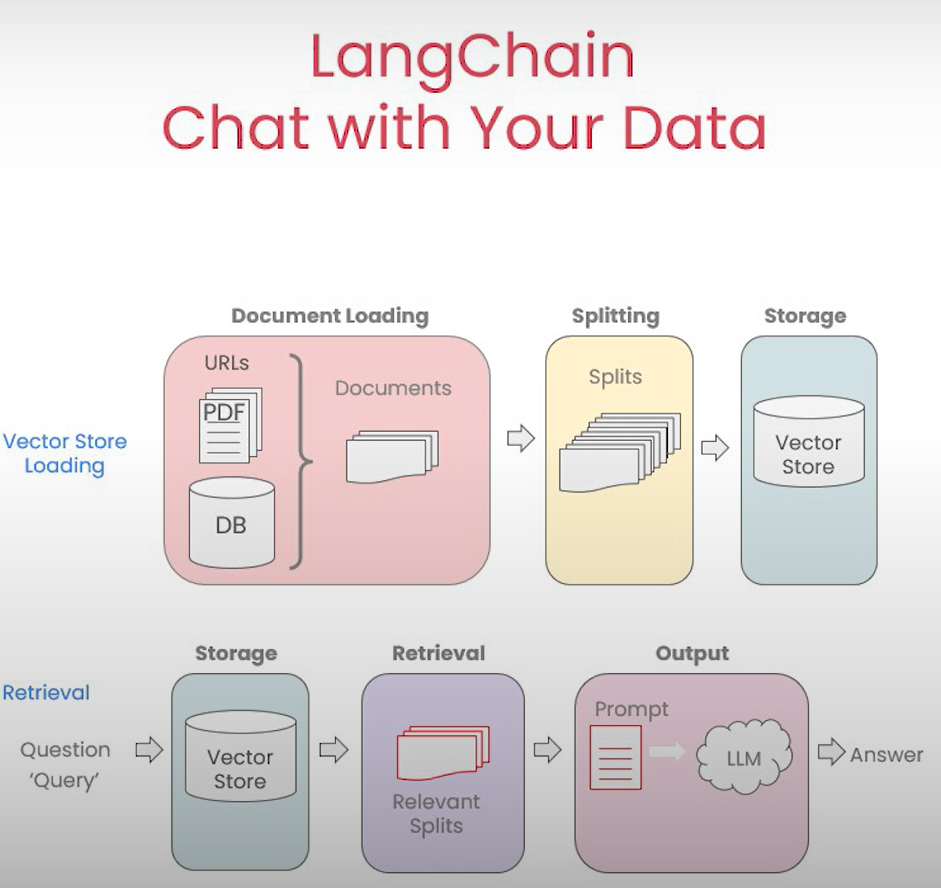 LangChain
Chat with Your Data
Document Loading
Splitting
Storage
URLs
PDF
DB
Documents
Splits
Vector
Store
Vector Store
Loading
Storage
Retrieval
Output
Retrieval
Question
‘Query’
Vector
Store
Relevant
Splits
Prompt
LLM
Answer